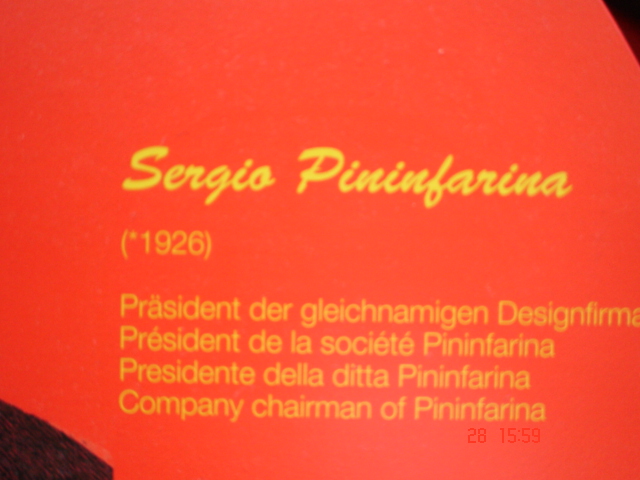 Sergio Pininfarina
(*1926)
Präsident der gleichnamigen Designfirma
Président de la société Pininfarina
Presidente della ditta Pininfarina
Company chairman of Pininfarina
28 15:59